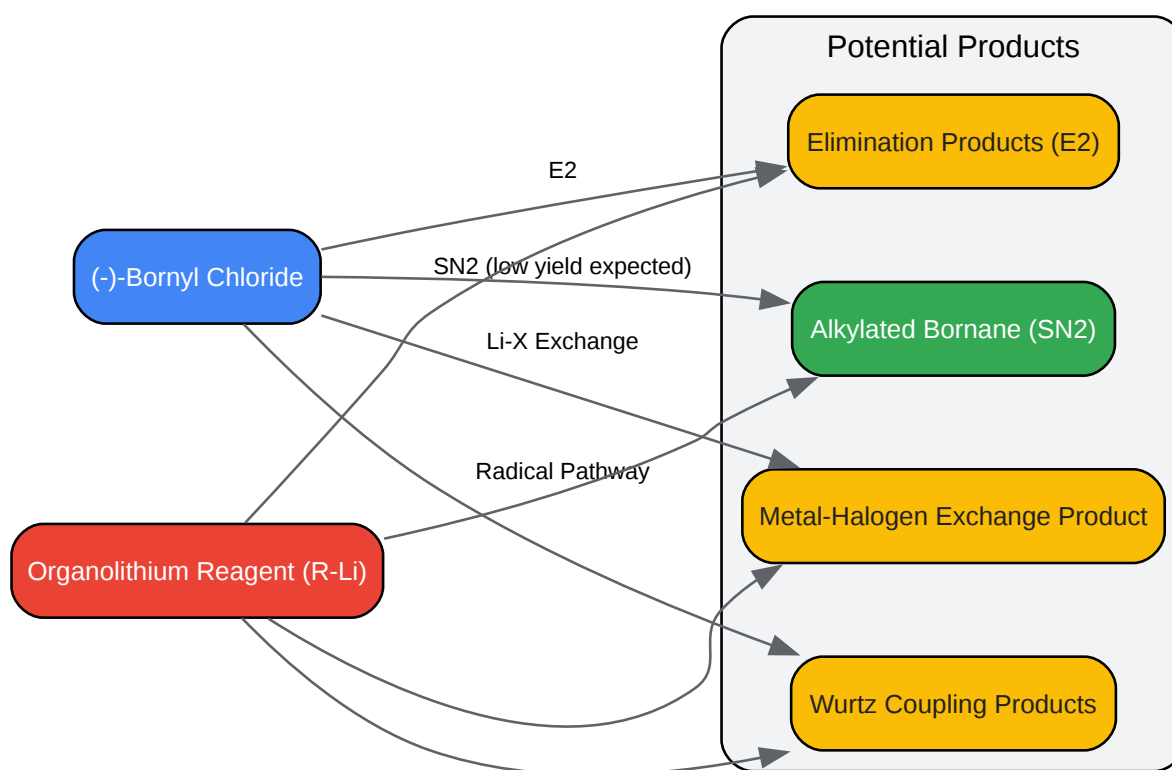 Potential Products
Elimination Products (E2)
E2
(-)-Bornyl Chloride
SN2 (low yield expected)
Alkylated Bornane (SN2)
Li-X Exchange
Radical Pathway
Metal-Halogen Exchange Product
Organolithium Reagent (R-Li)
Wurtz Coupling Products